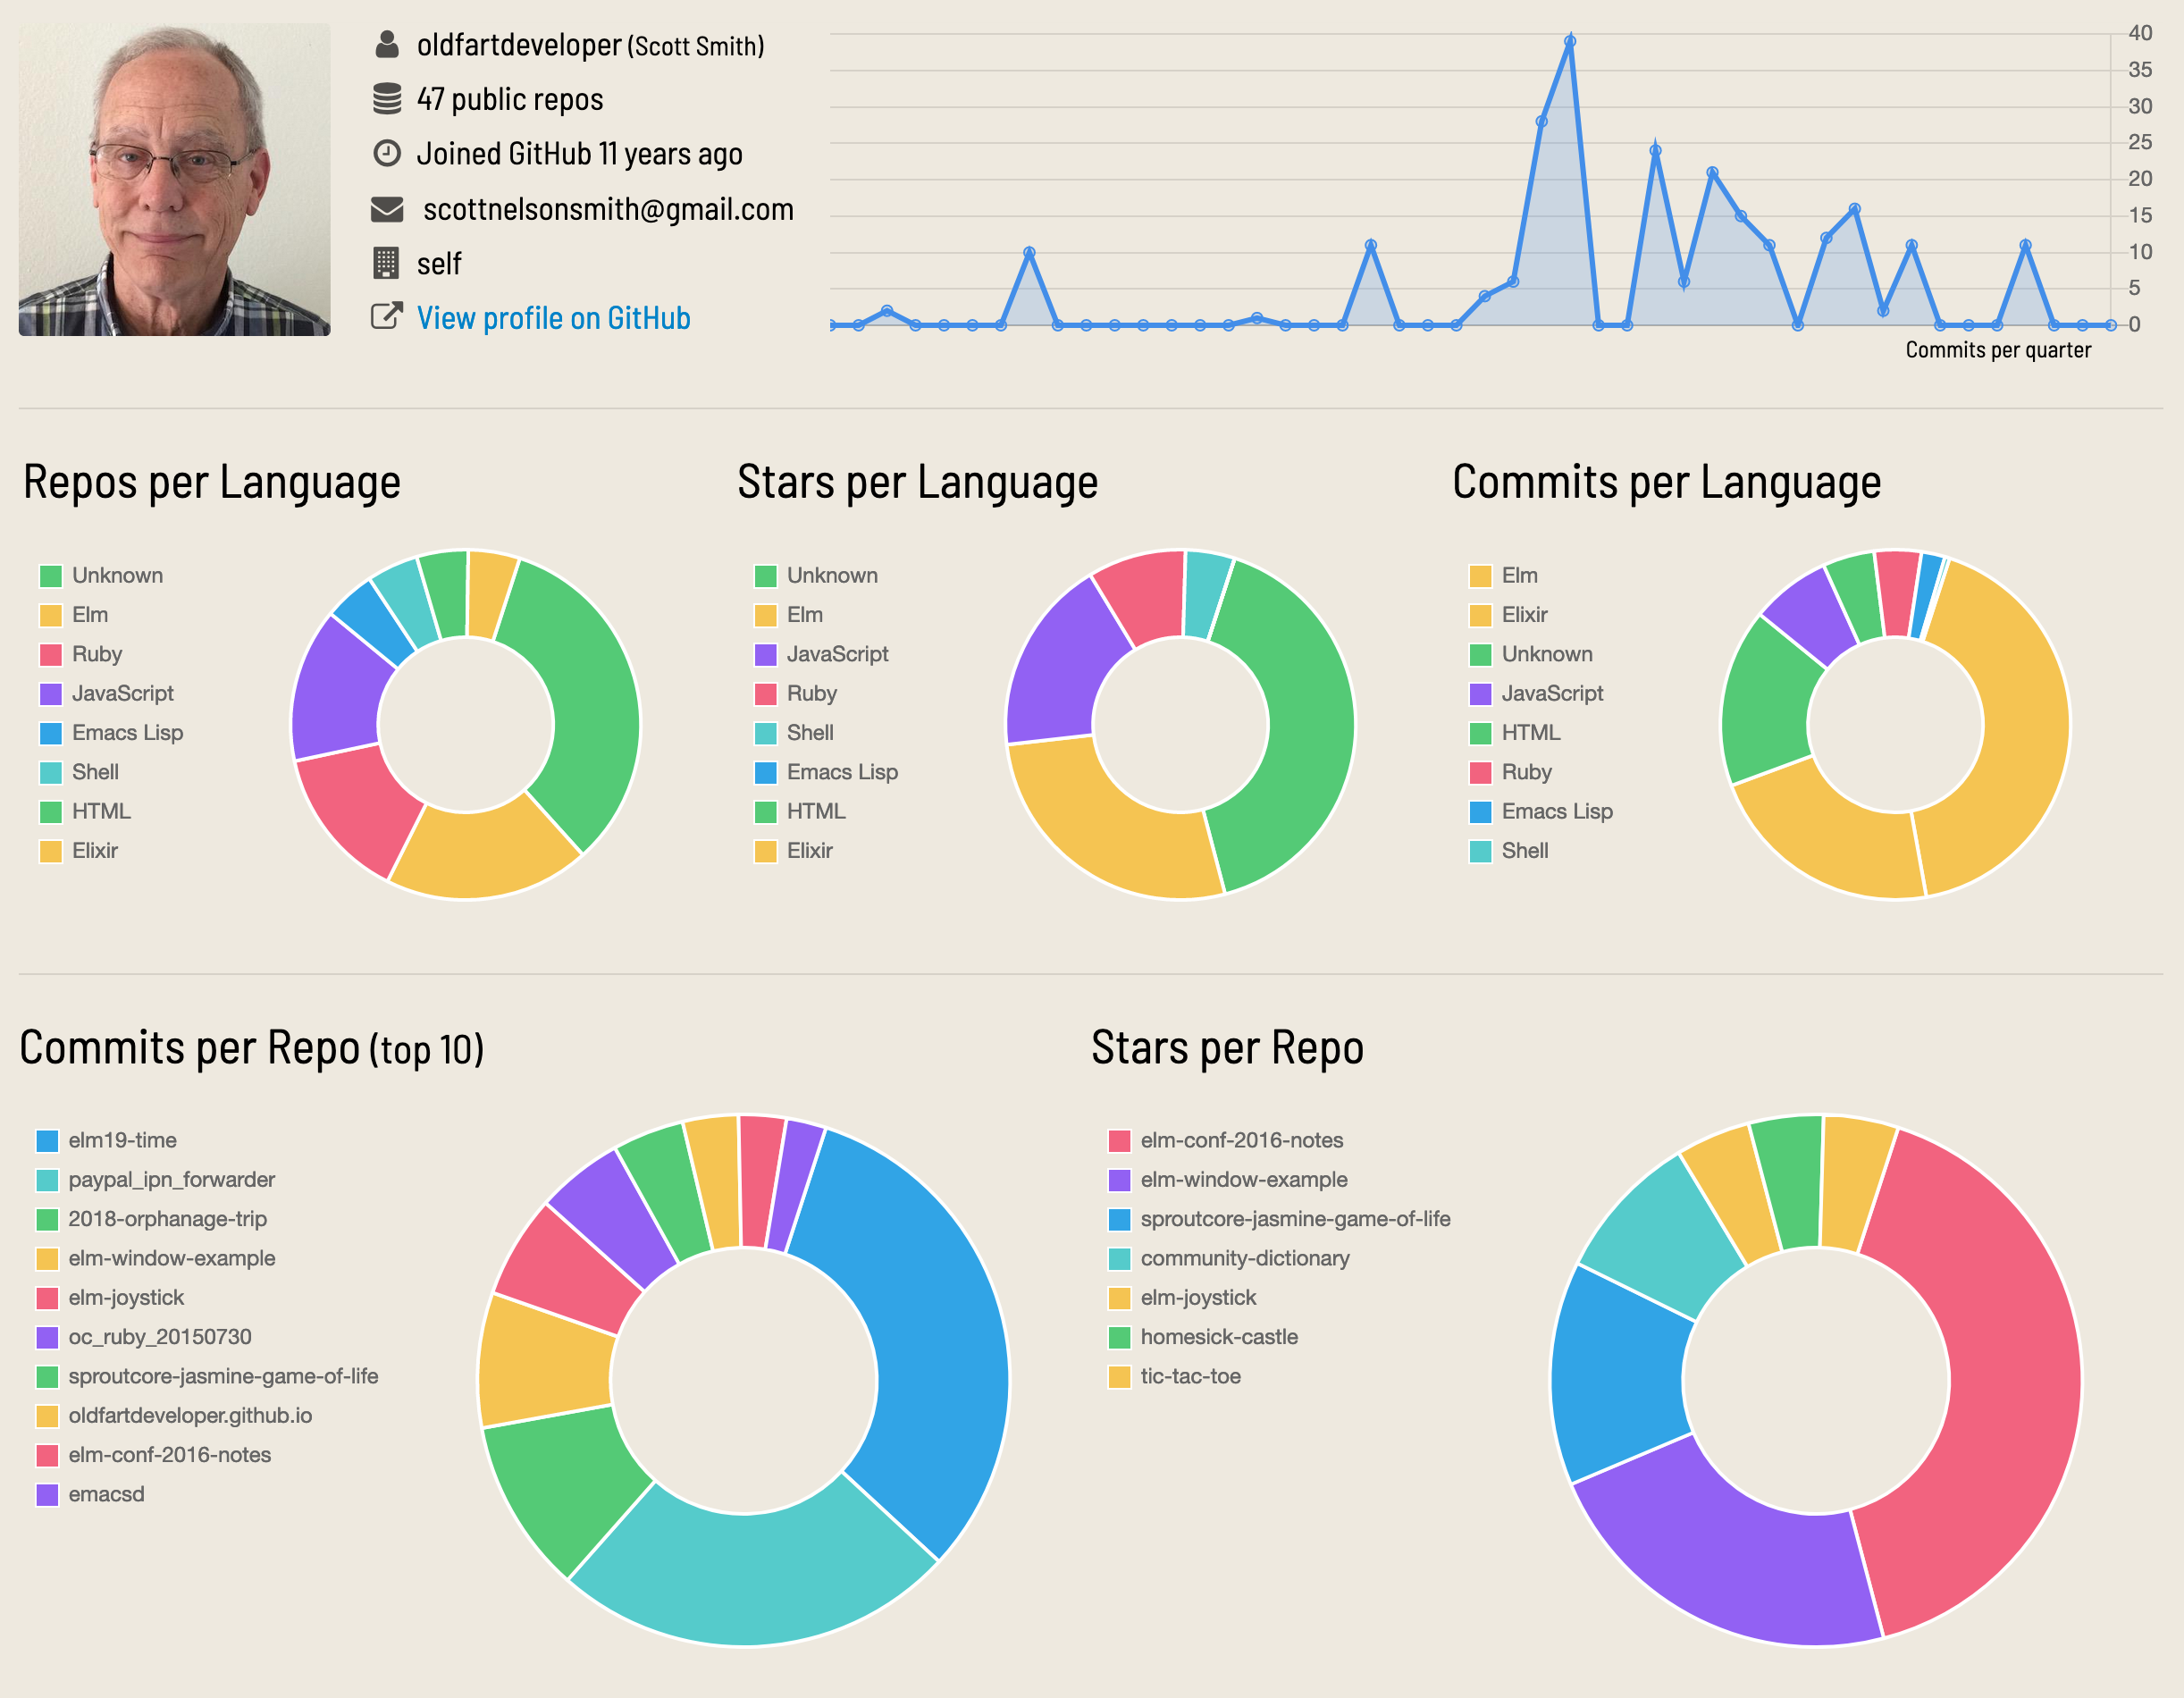 oldfartdeveloper (Scott Smith)
47 public repos
Joined GitHub 11 years ago
scottnelsonsmith@gmail.com
self
View profile on GitHub
40
35
30
25
20
15
10
5
0
Commits per quarter
Repos per Language
Unknown
Elm
Ruby
JavaScript
Emacs Lisp
Shell
HTML
Elixir
Stars per Language
Unknown
Elm
JavaScript
Ruby
Shell
Emacs Lisp
HTML
Elixir
Commits per Language
Elm
Elixir
Unknown
JavaScript
HTML
Ruby
Emacs Lisp
Shell
Commits per Repo (top 10)
elm19-time
paypal_ipn_forwarder
2018-orphanage-trip
elm-window-example
elm-joystick
oc_ruby_20150730
sproutcore-jasmine-game-of-life
oldfartdeveloper.github.io
elm-conf-2016-notes
emacsd
Stars per Repo
elm-conf-2016-notes
elm-window-example
sproutcore-jasmine-game-of-life
community-dictionary
elm-joystick
homesick-castle
tic-tac-toe